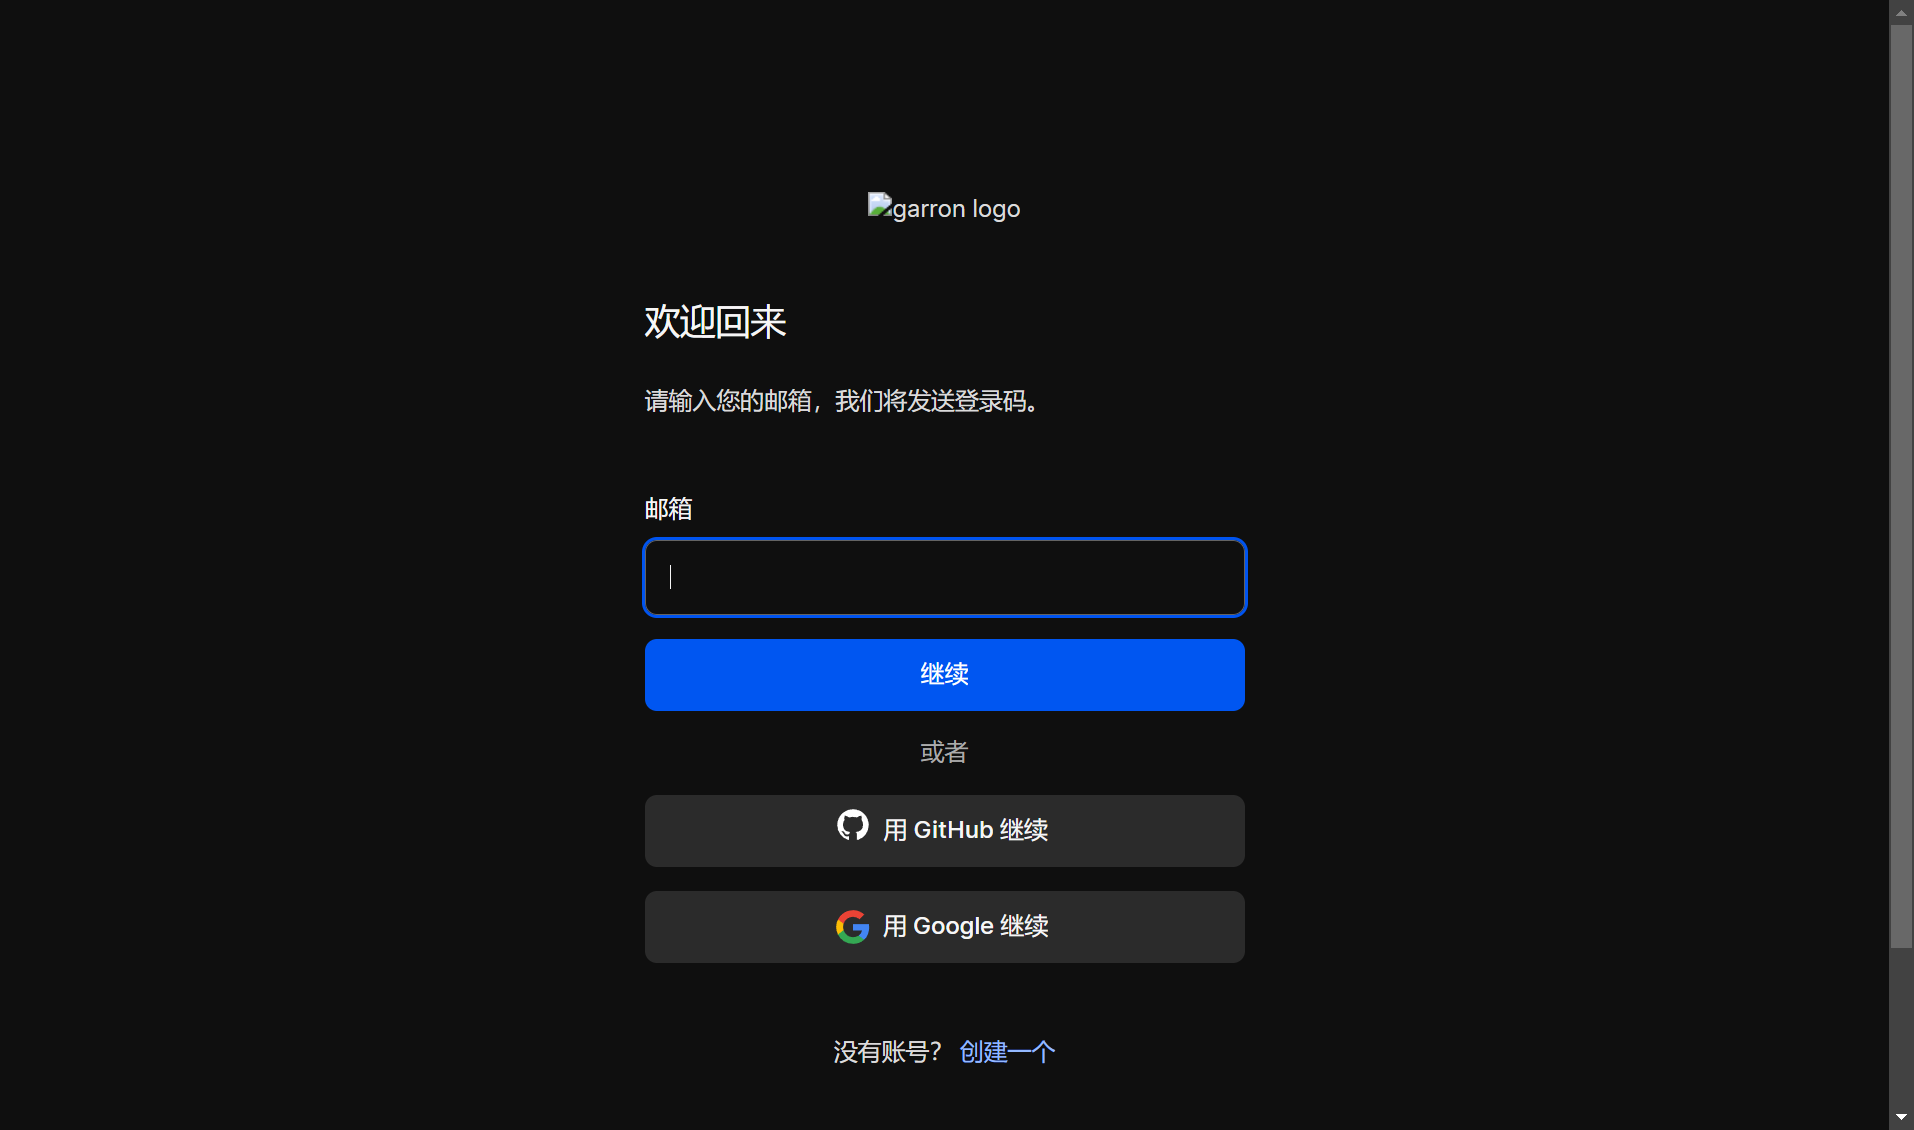 garron logo
欢迎回来
请输入您的邮箱，我们将发送登录码。
邮箱
继续
或者
用 GitHub 继续
用 Google 继续
没有账号？ 创建一个